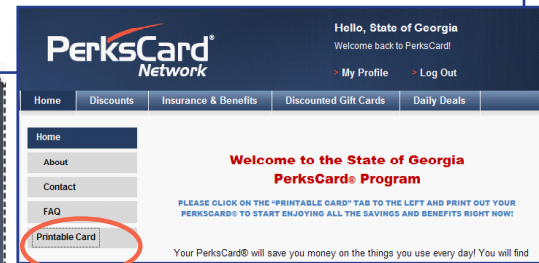 PerksCard®
Network
Hello, State of Georgia
Welcome back to PerksCard!
> My Profile > Log Out
Home Discounts Insurance & Benefits Discounted Gift Cards Daily Deals
Home
About
Contact
FAQ
Printable Card
Welcome to the State of Georgia
PerksCard® Program
PLEASE CLICK ON THE "PRINTABLE CARD" TAB TO THE LEFT AND PRINT OUT YOUR
PERKSCARD® TO START ENJOYING ALL THE SAVINGS AND BENEFITS RIGHT NOW!
Your PerksCard® will save you money on the things you use every day! You will find